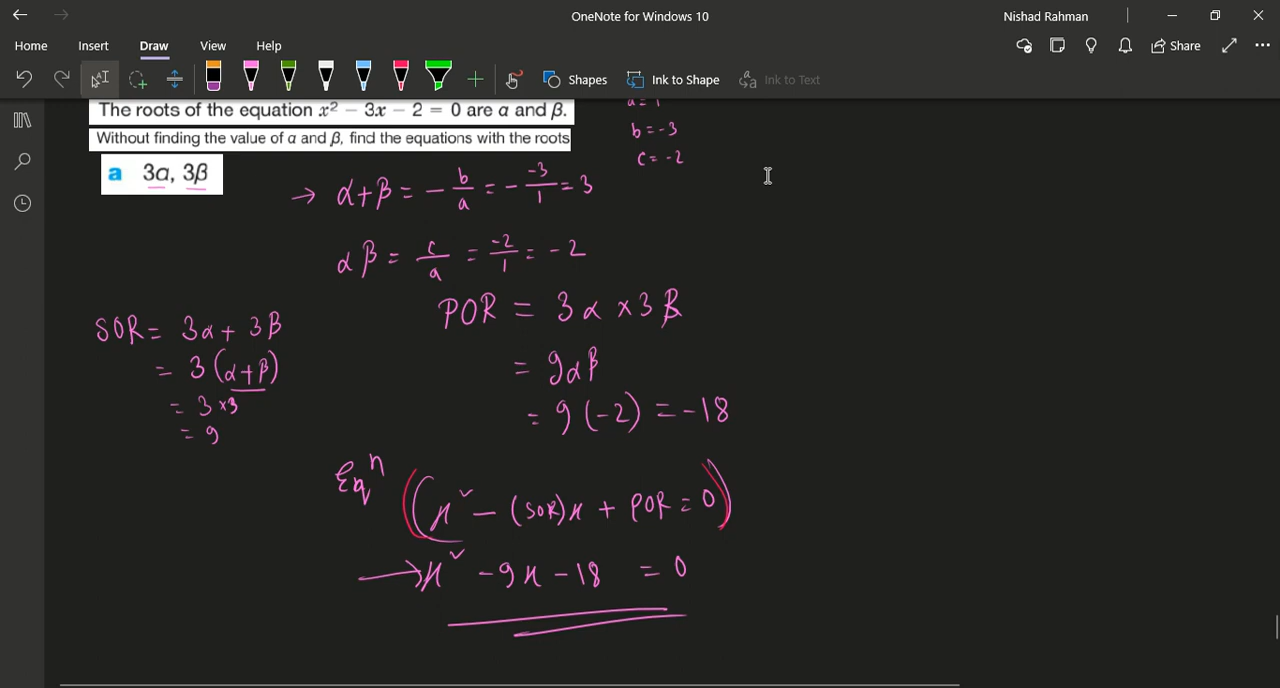 OneNote for Windows 10
Nishad Rahman
Home Insert Draw View Help
Share
Shapes Ink to Shape Ink to Text
The roots of the equation x² − 3x − 2 = 0 are α and β.
a = 1
Without finding the value of α and β, find the equations with the roots
b = -3
c = -2
a 3α, 3β
→ α+β = - b/a = - -3/1 = 3
αβ = c/a = -2/1 = -2
POR = 3α × 3β
= 9αβ
= 9 (-2) = -18
SOR = 3α + 3β
= 3 (α+β)
= 3 × 3
= 9
Eqⁿ (x² - (SOR)x + POR = 0)
→ x² - 9x - 18 = 0